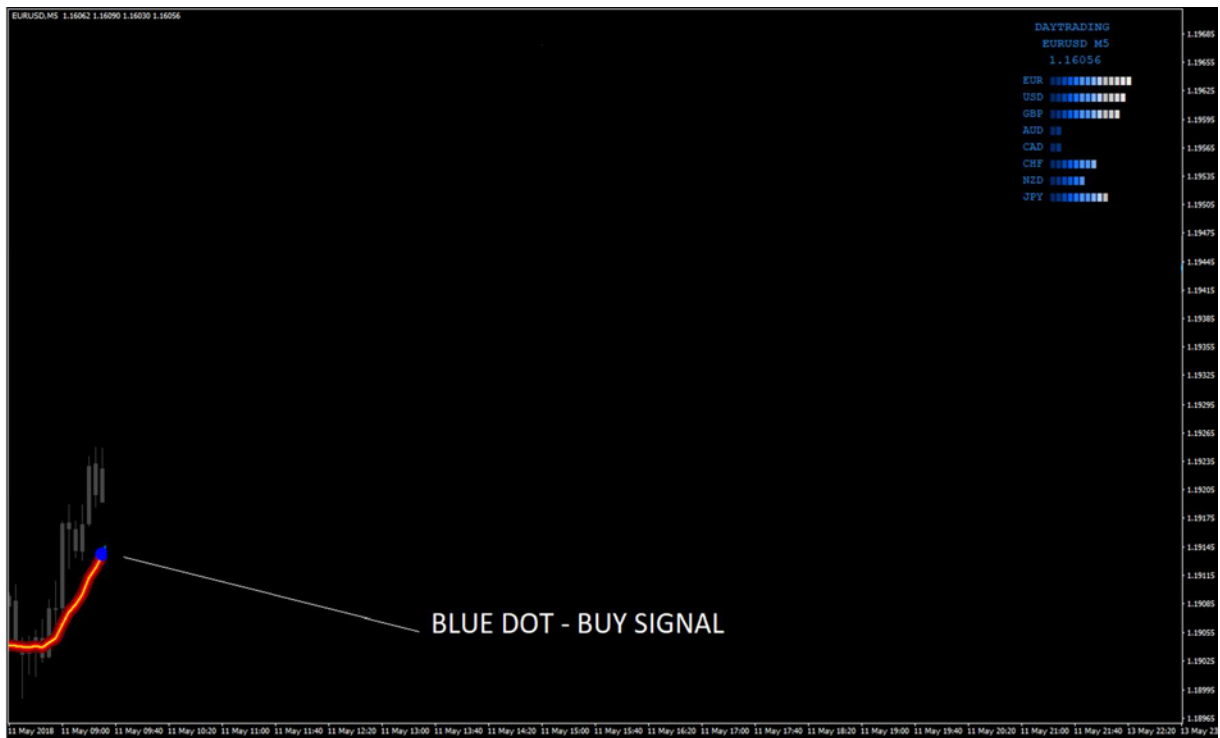 EURUSD,M5 1.16062 1.16090 1.16030 1.16056
DAYTRADING
EURUSD M5
1.16056
EUR
USD
GBP
AUD
CAD
CHF
NZD
JPY
1.19685
1.19655
1.19625
1.19595
1.19565
1.19535
1.19505
1.19475
1.19445
1.19415
1.19385
1.19355
1.19325
1.19295
1.19265
1.19235
1.19205
1.19175
1.19145
1.19115
1.19085
1.19055
1.19025
1.18995
1.18965
BLUE DOT - BUY SIGNAL
11 May 2018 11 May 09:00 11 May 09:40 11 May 10:20 11 May 11:00 11 May 11:40 11 May 12:20 11 May 13:00 11 May 13:40 11 May 14:20 11 May 15:00 11 May 15:40 11 May 16:20 11 May 17:00 11 May 17:40 11 May 18:20 11 May 19:00 11 May 19:40 11 May 20:20 11 May 21:00 11 May 21:40 13 May 22:20 13 May 23